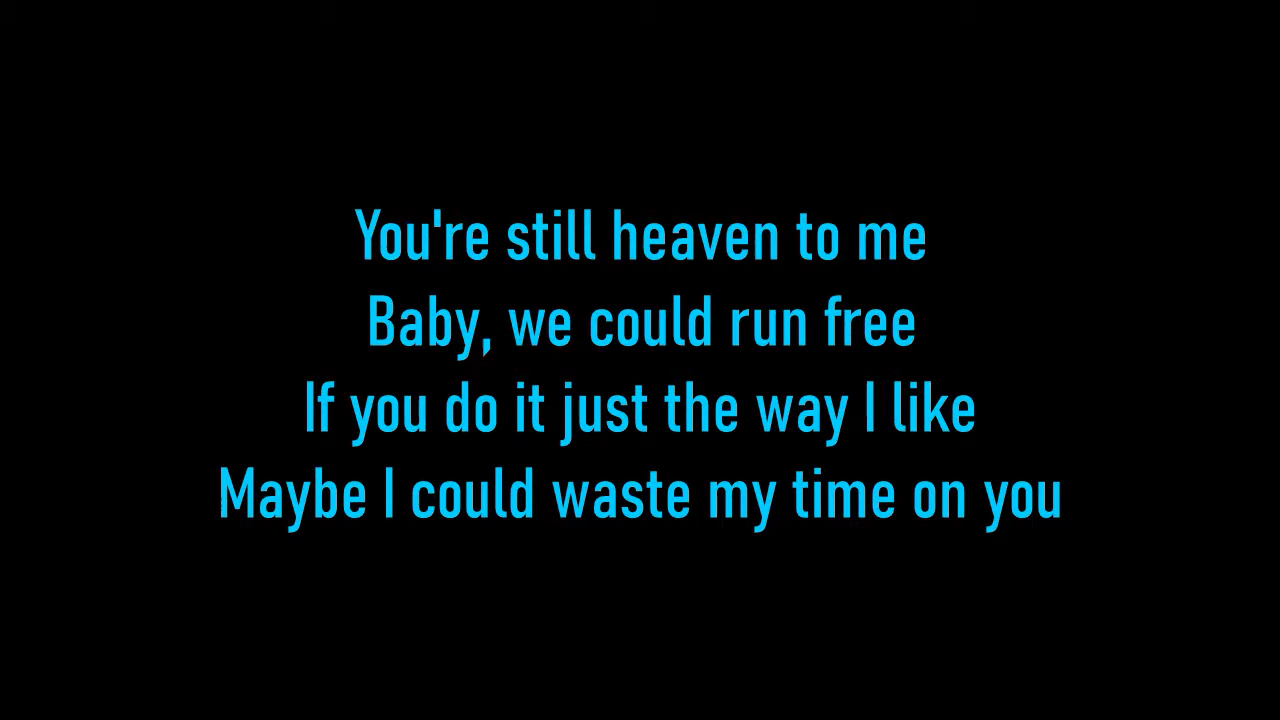 You're still heaven to me
Baby, we could run free
If you do it just the way I like
Maybe I could waste my time on you